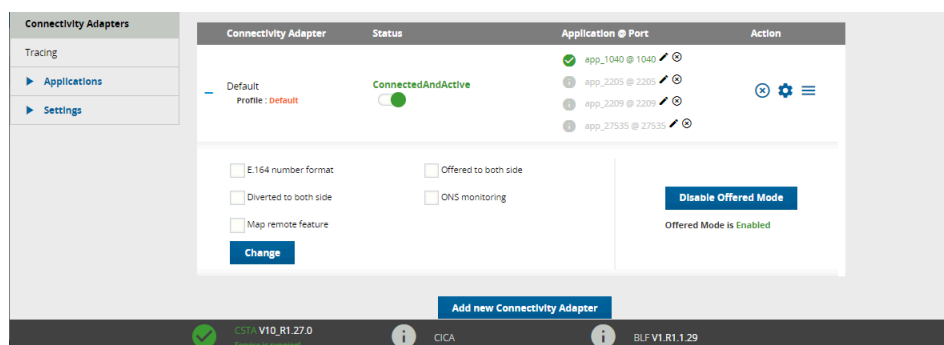 Connectivity Adapters
Tracing
Applications
Settings
Connectivity Adapter Status Application @ Port Action
Default
Profile : Default
ConnectedAndActive
app_1040 @ 1040
app_2205 @ 2205
app_2209 @ 2209
app_27535 @ 27535
E.164 number format Offered to both side
Diverted to both side ONS monitoring
Map remote feature
Change
Disable Offered Mode
Offered Mode is Enabled
Add new Connectivity Adapter
CSTA V10_R1.27.0
Service is running!
CICA
BLF V1.R1.1.29